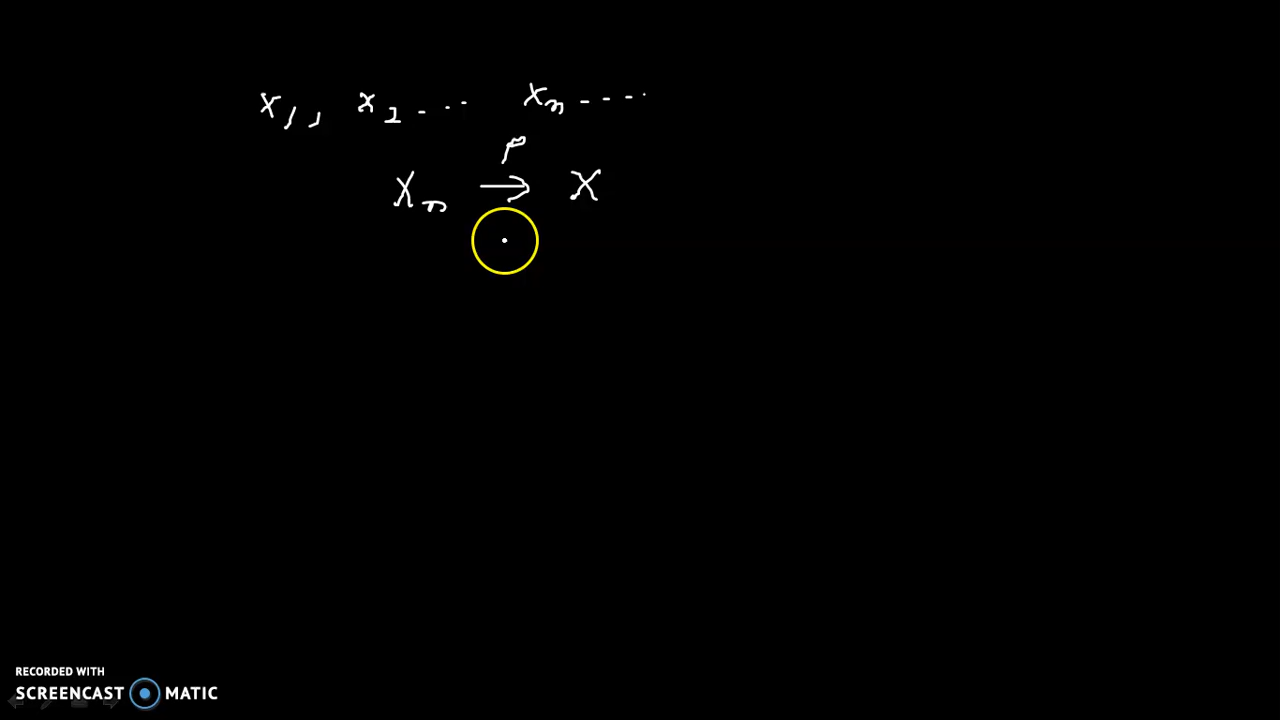 x₁, x₂ ... xₙ ....
p
Xₙ → X
RECORDED WITH
SCREENCAST MATIC